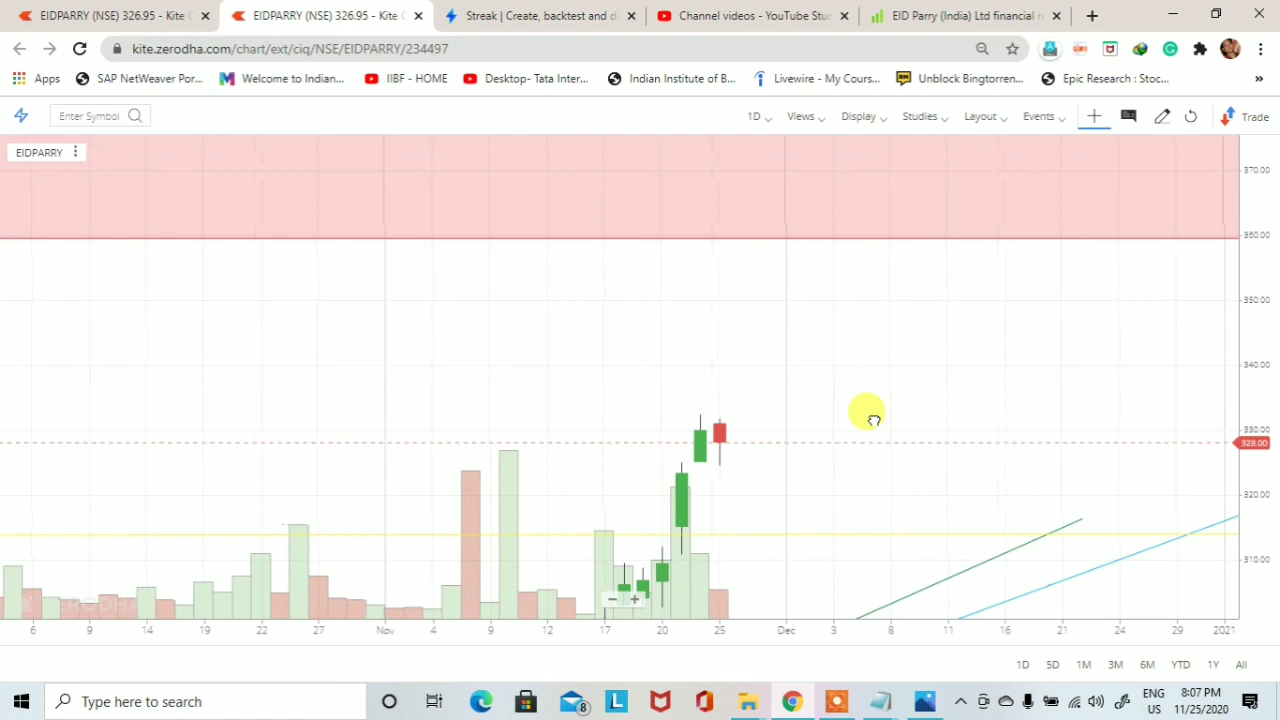 EIDPARRY (NSE) 326.95 - Kite C
EIDPARRY (NSE) 326.95 - Kite C
Streak | Create, backtest and d
Channel videos - YouTube Stu
EID Parry (India) Ltd financial r
kite.zerodha.com/chart/ext/ciq/NSE/EIDPARRY/234497
Apps
SAP NetWeaver Por...
Welcome to Indian...
IIBF - HOME
Desktop- Tata Inter...
Indian Institute of B...
Livewire - My Cours...
Unblock Bingtorren...
Epic Research : Stoc...
»
Enter Symbol
1D
Views
Display
Studies
Layout
Events
Trade
EIDPARRY
370.00
360.00
350.00
340.00
330.00
328.00
320.00
310.00
ZERODHA
6 9 14 19 22 27 Nov 4 9 12 17 20 25 Dec 3 8 11 16 21 24 29 2021
1D 5D 1M 3M 6M YTD 1Y All
Type here to search
8
ENG
US
8:07 PM
11/25/2020